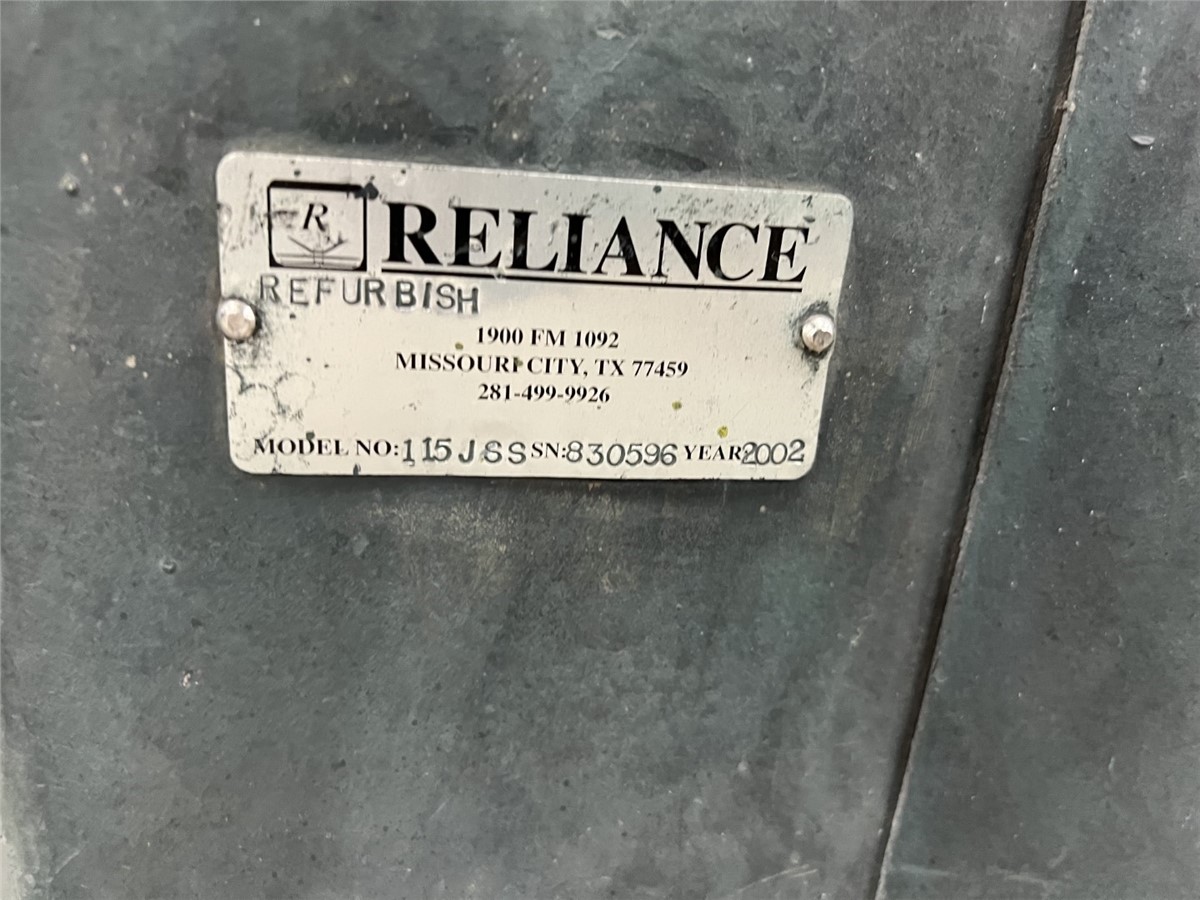 R RELIANCE
REFURBISH
1900 FM 1092
MISSOURI CITY, TX 77459
281-499-9926
MODEL NO:115JSS SN:830596 YEAR:2002